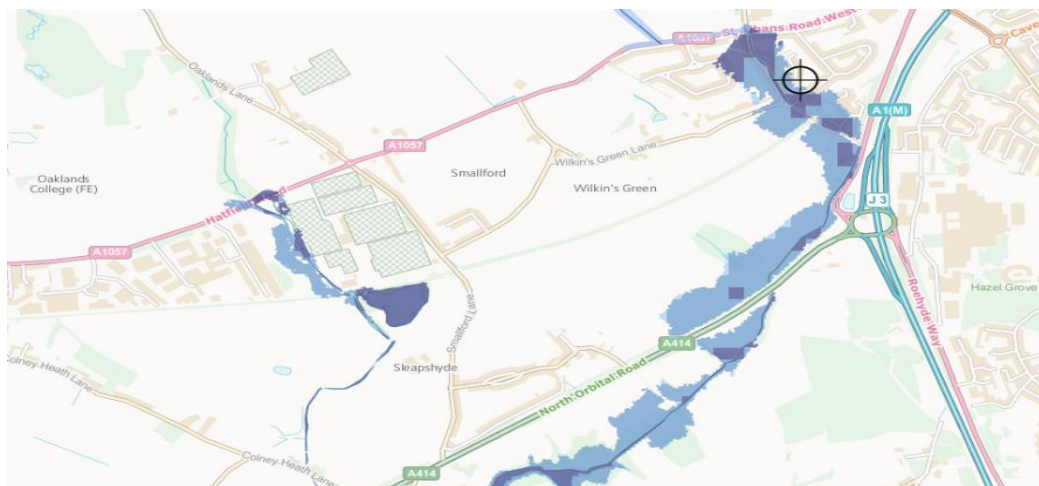 St Albans Road West
A1057
Cave
Oaklands Lane
A1(M)
A1057
Smallford
Wilkin's Green Lane
Oaklands
College (FE)
Wilkin's Green
J 3
Hatfield Road
A1057
Roehyde Way
Hazel Grove
Smallford Lane
A414
Sleapshyde
North Orbital Road
Colney Heath Lane
Colney Heath Lane
A414